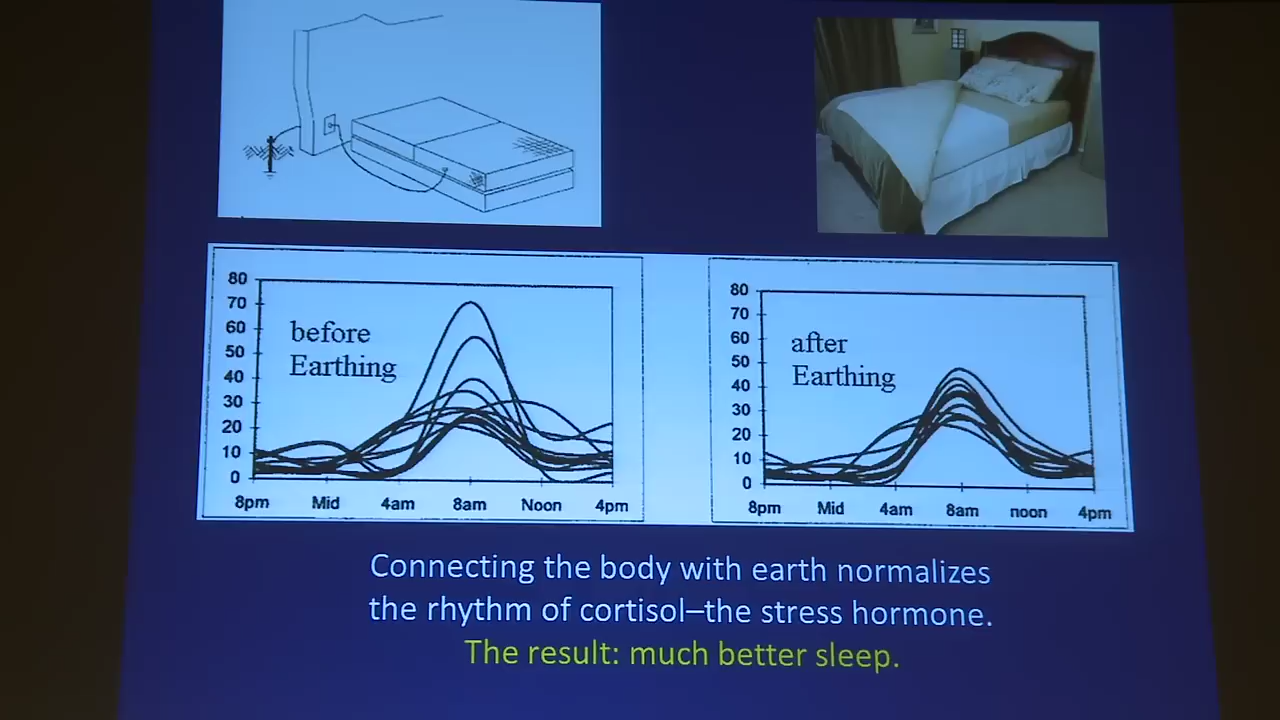 80
70
60
50
40
30
20
10
0
before
Earthing
8pm Mid 4am 8am Noon 4pm
80
70
60
50
40
30
20
10
0
after
Earthing
8pm Mid 4am 8am noon 4pm
Connecting the body with earth normalizes
the rhythm of cortisol–the stress hormone.
The result: much better sleep.